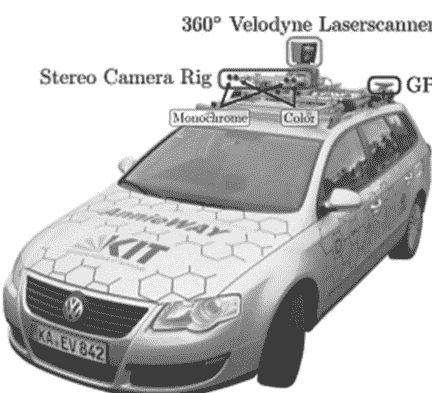 360° Velodyne Laserscanner
Stereo Camera Rig
GP
Monochrome
Color
AnnieWAY
KIT
KA EV 842